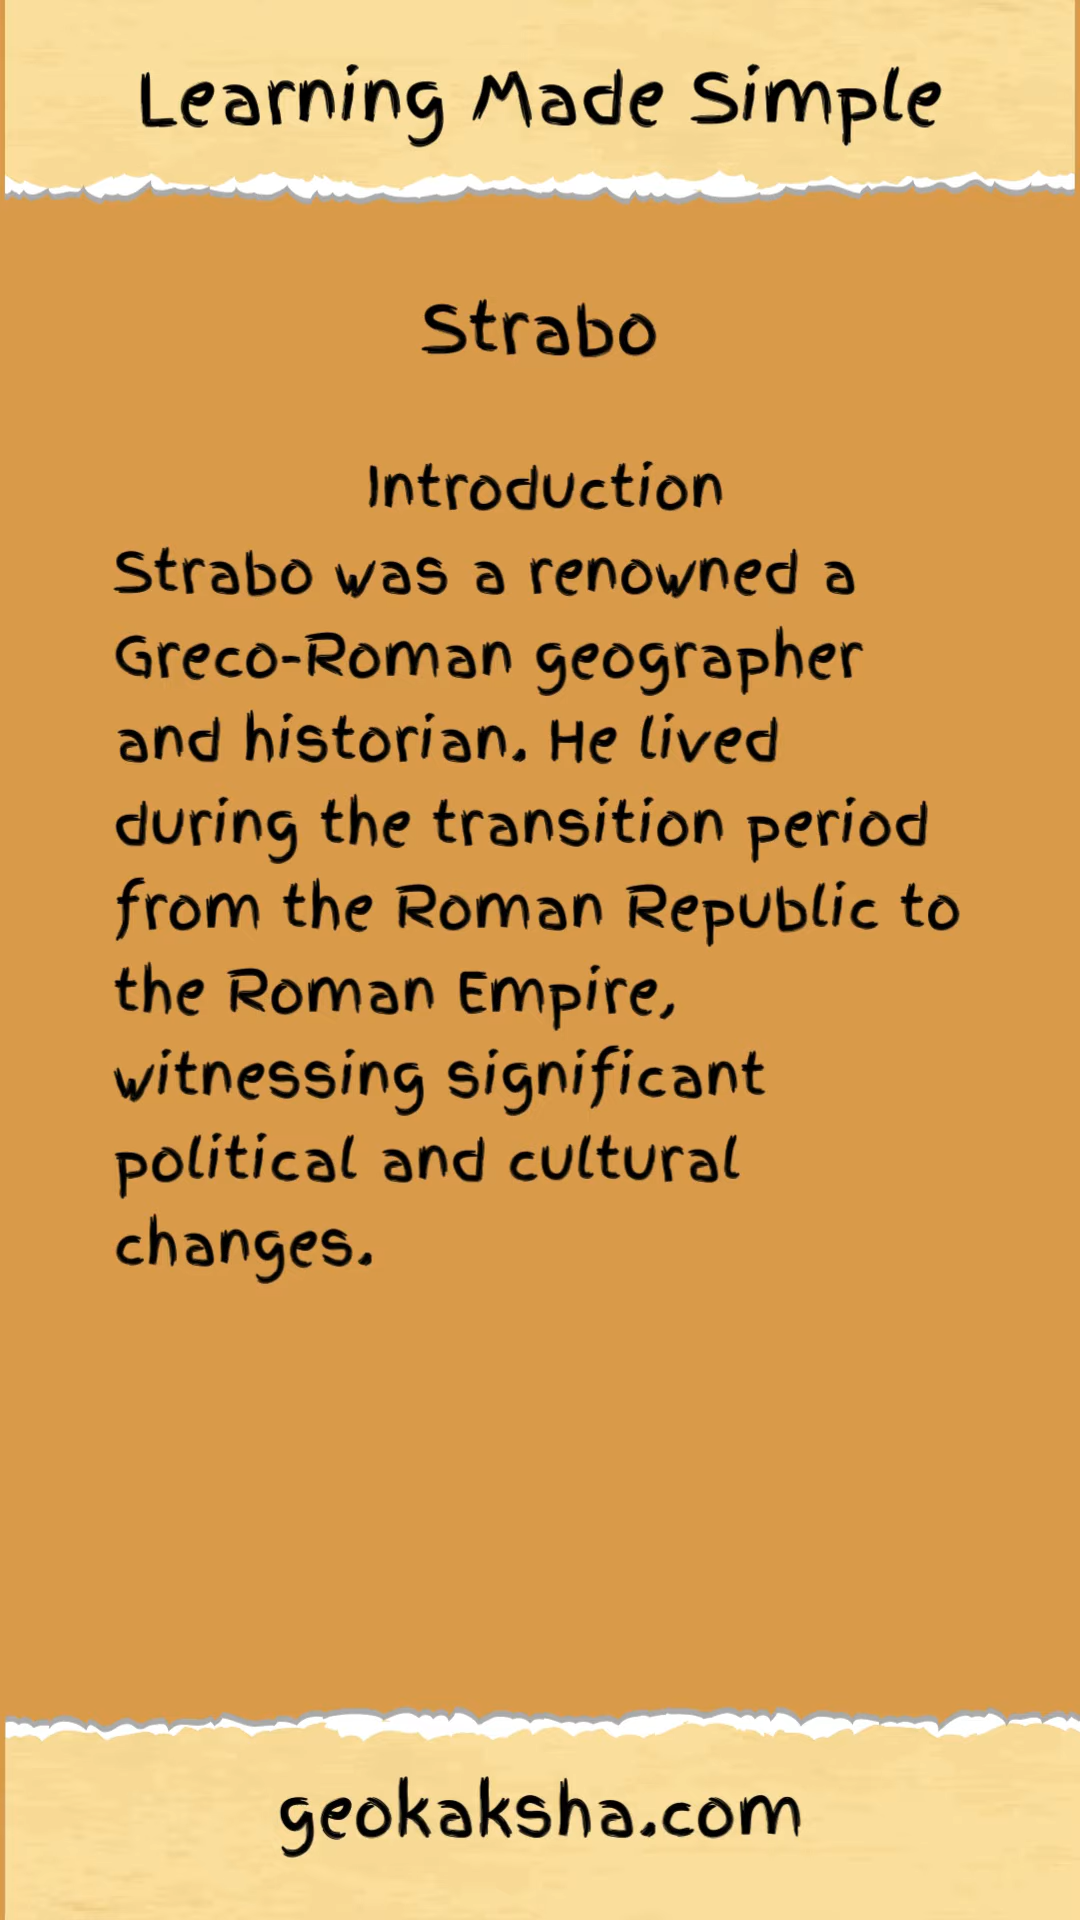 Learning Made Simple
Strabo
Introduction
Strabo was a renowned a
Greco-Roman geographer
and historian. He lived
during the transition period
from the Roman Republic to
the Roman Empire,
witnessing significant
political and cultural
changes.
geokaksha.com